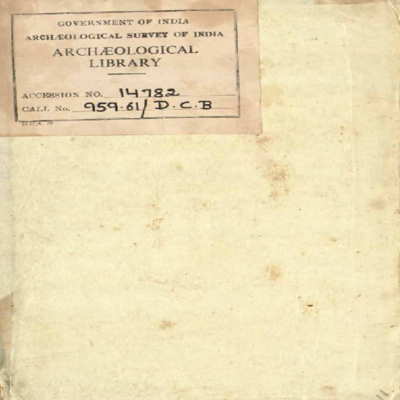 GOVERNMENT OF INDIA
ARCHÆOLOGICAL SURVEY OF INDIA
ARCHÆOLOGICAL
LIBRARY
ACCESSION NO. 14782
CALL No. 959.61/D.C.B